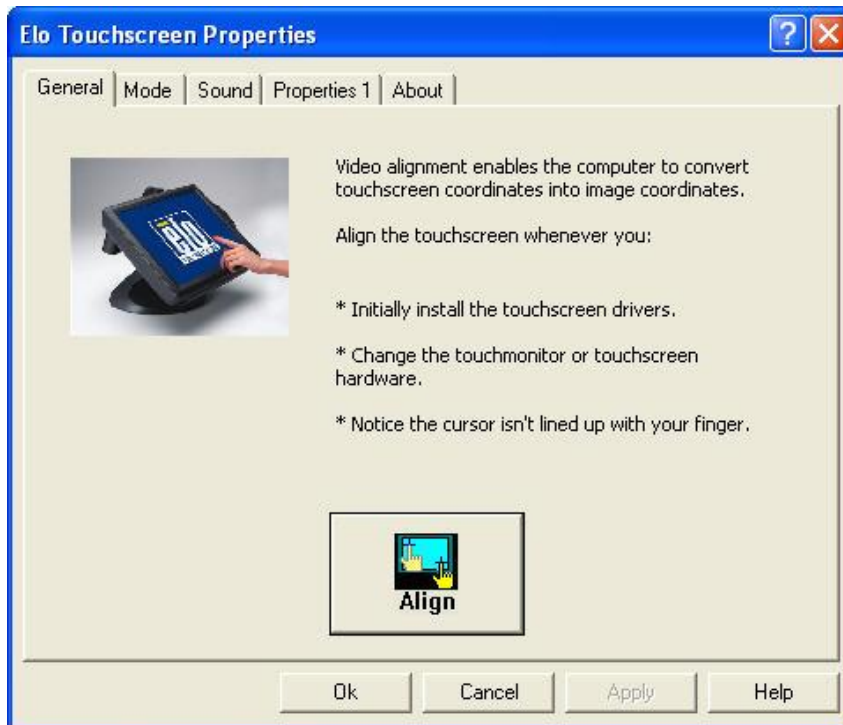 Elo Touchscreen Properties
General Mode Sound Properties 1 About
Video alignment enables the computer to convert
touchscreen coordinates into image coordinates.
Align the touchscreen whenever you:
* Initially install the touchscreen drivers.
* Change the touchmonitor or touchscreen
hardware.
* Notice the cursor isn't lined up with your finger.
elo
Align
Ok Cancel Apply Help